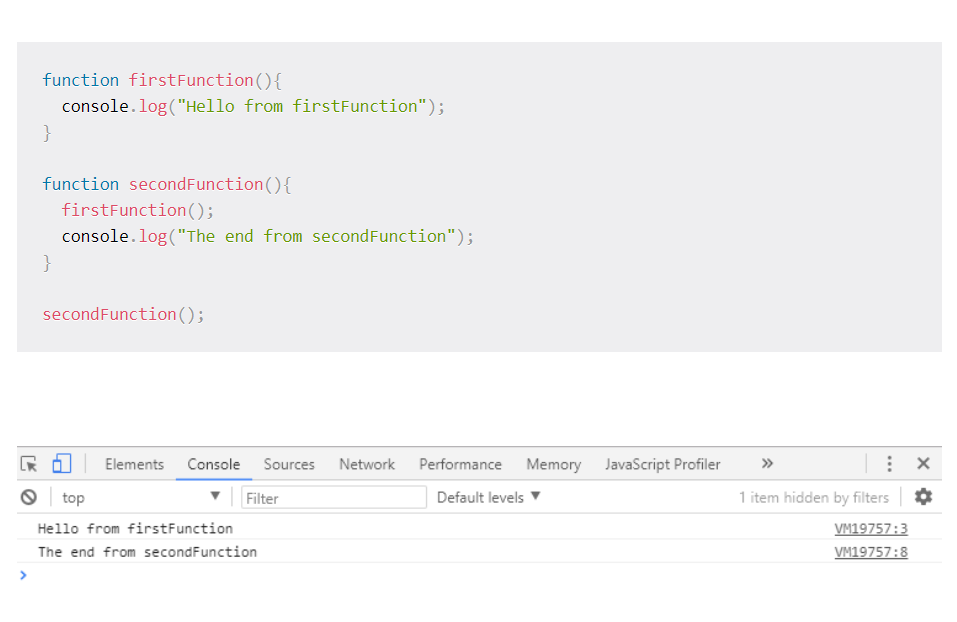 function firstFunction(){
  console.log("Hello from firstFunction");
}

function secondFunction(){
  firstFunction();
  console.log("The end from secondFunction");
}

secondFunction();

Elements Console Sources Network Performance Memory JavaScript Profiler »
top ▼ Filter Default levels ▼ 1 item hidden by filters
Hello from firstFunction VM19757:3
The end from secondFunction VM19757:8
>